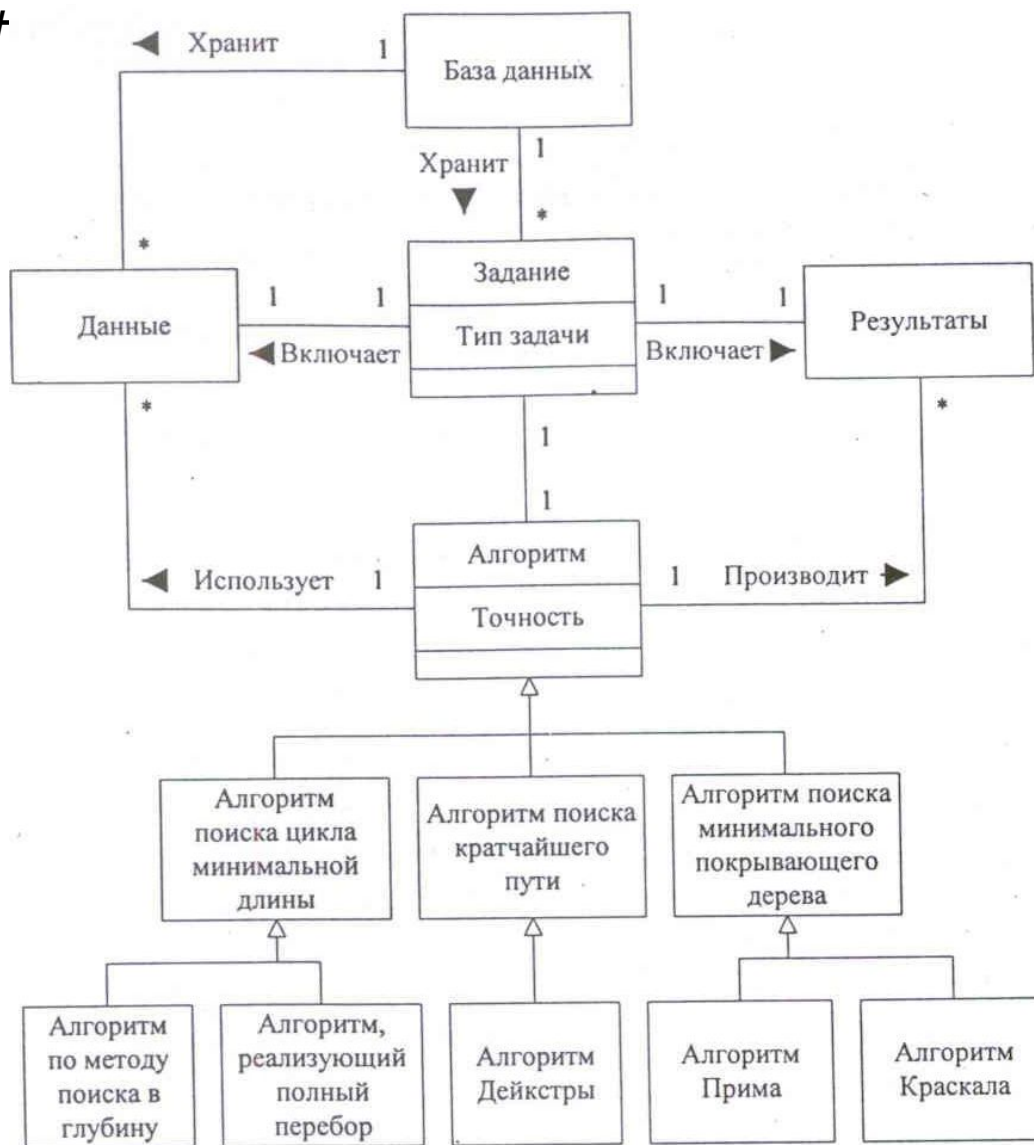 Хранит 1
База данных
Хранит
1
*
*
Задание
Тип задачи
Данные
1 1
Включает
1 1
Включает
Результаты
*
*
1
1
Алгоритм
Точность
Использует 1
1 Производит
Алгоритм
поиска цикла
минимальной
длины
Алгоритм поиска
кратчайшего
пути
Алгоритм поиска
минимального
покрывающего
дерева
Алгоритм
по методу
поиска в
глубину
Алгоритм,
реализующий
полный
перебор
Алгоритм
Дейкстры
Алгоритм
Прима
Алгоритм
Краскала